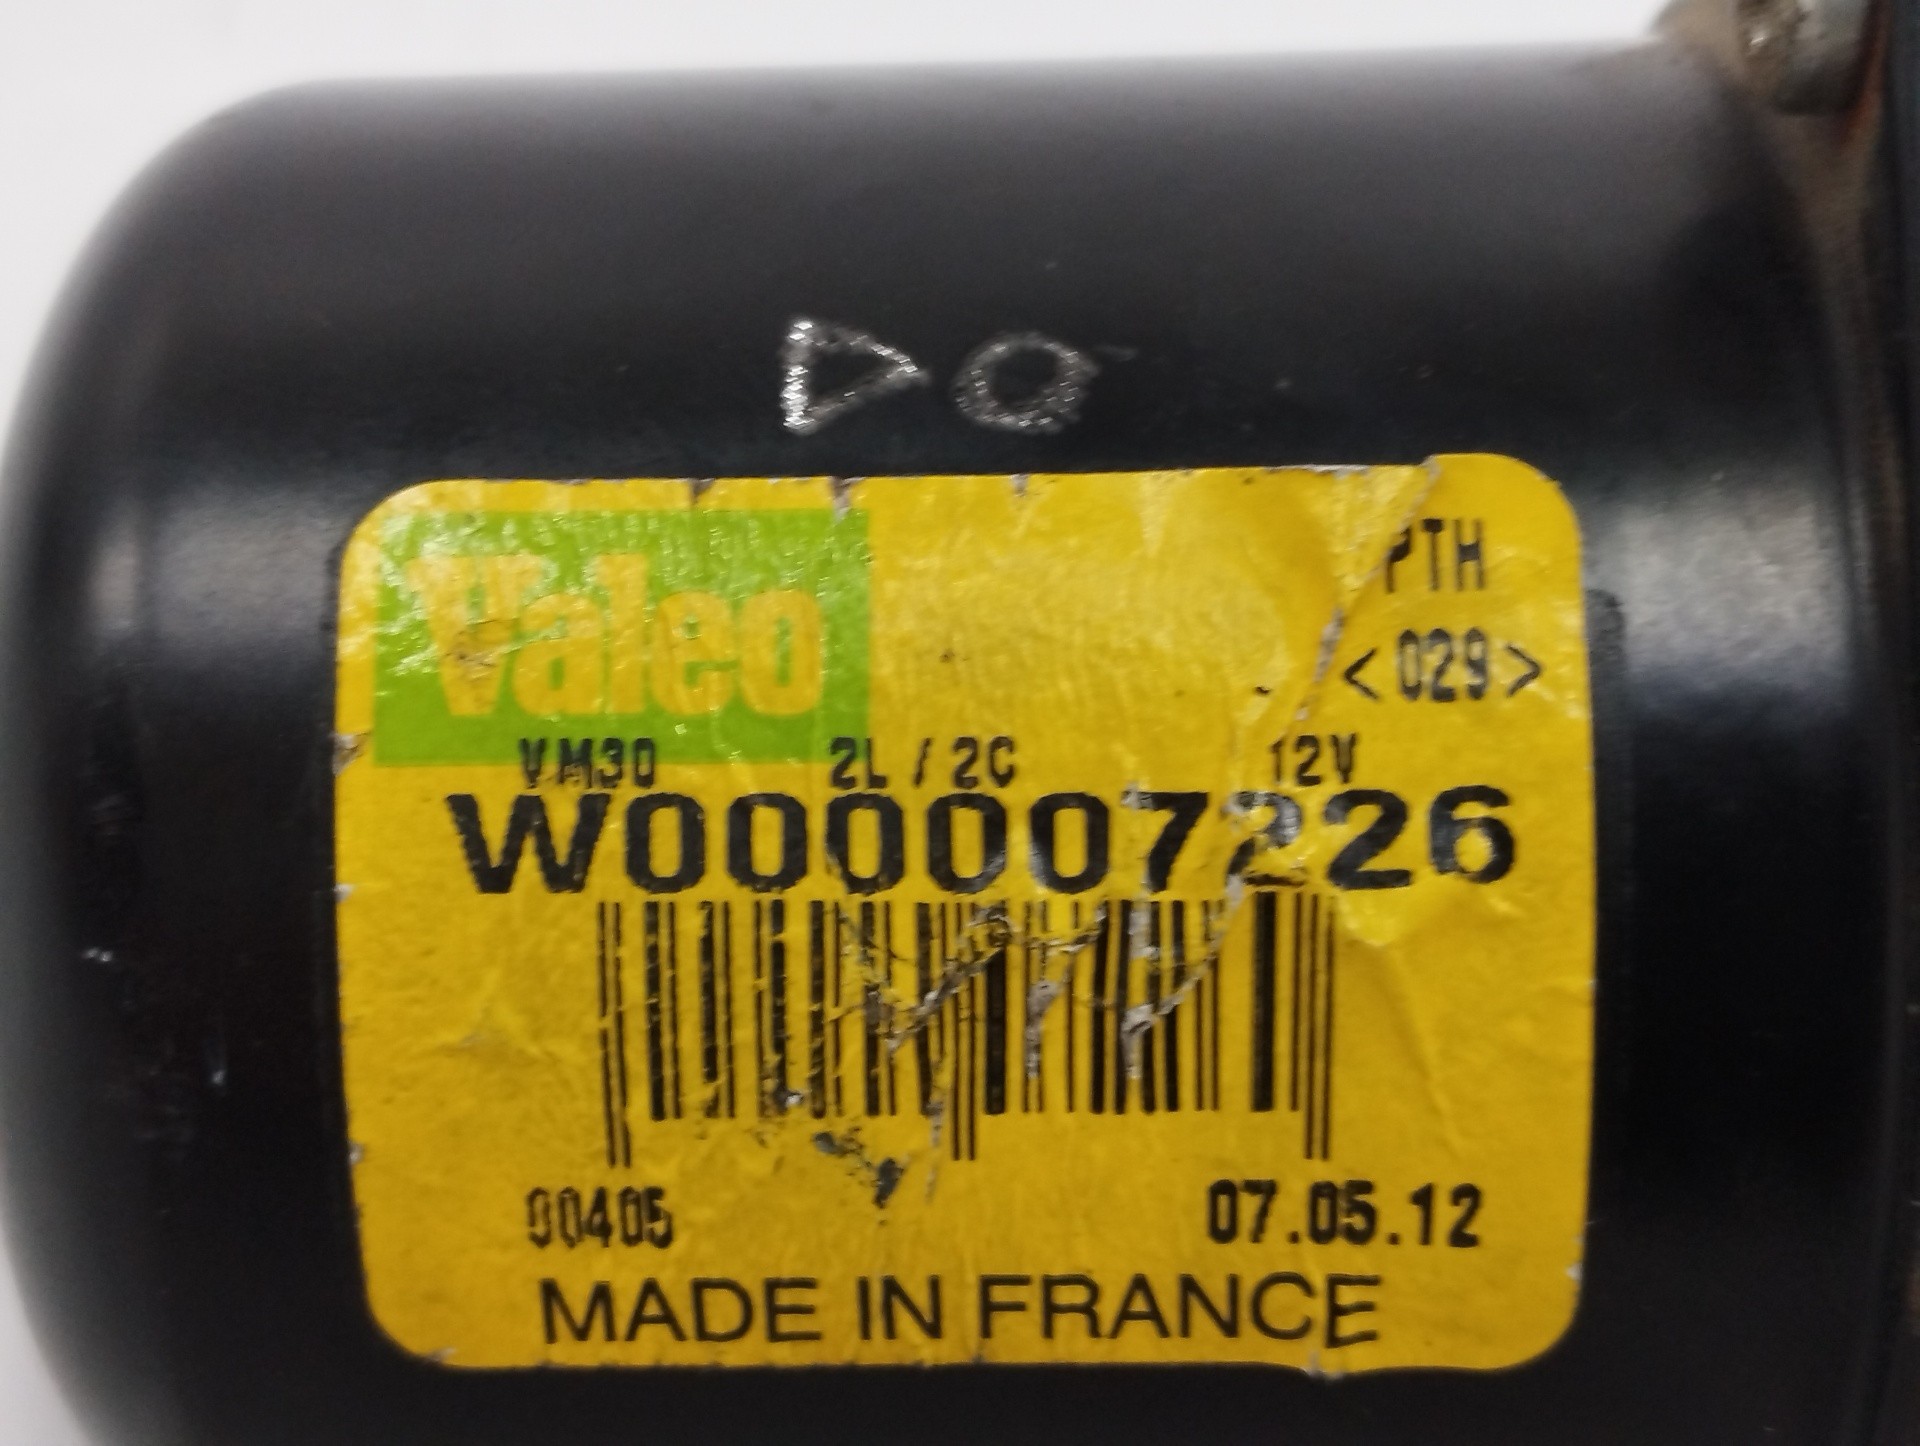 Valeo
PTH
<029>
VM30 2L / 2C 12V
W000007226
00405
07.05.12
MADE IN FRANCE